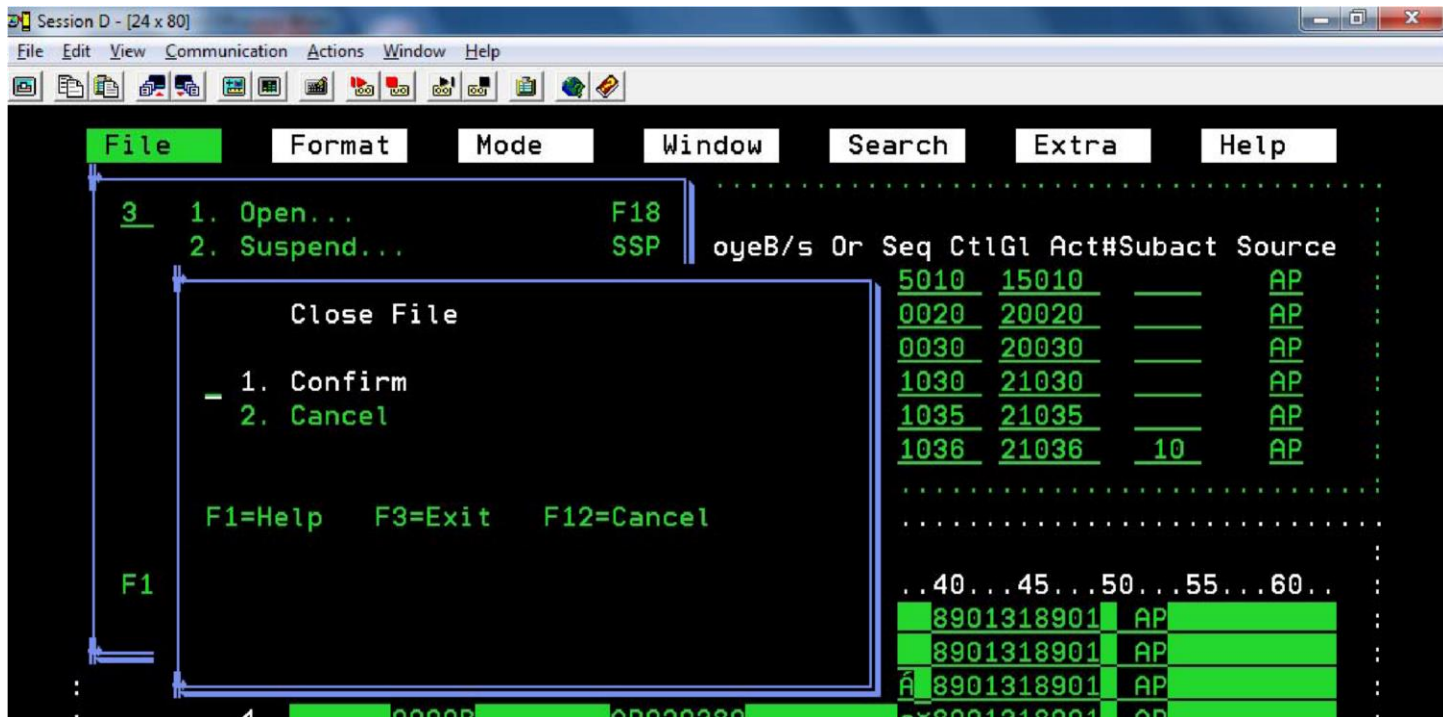 Session D - [24 x 80]
File Edit View Communication Actions Window Help
File Format Mode Window Search Extra Help
3 1. Open... F18
2. Suspend... SSP oyeB/s Or Seq CtlGl Act#Subact Source
5010 15010 AP
Close File 0020 20020 AP
0030 20030 AP
1. Confirm 1030 21030 AP
2. Cancel 1035 21035 AP
1036 21036 10 AP
F1=Help F3=Exit F12=Cancel
F1 ..40...45...50...55...60..
8901318901 AP
8901318901 AP
Á 8901318901 AP